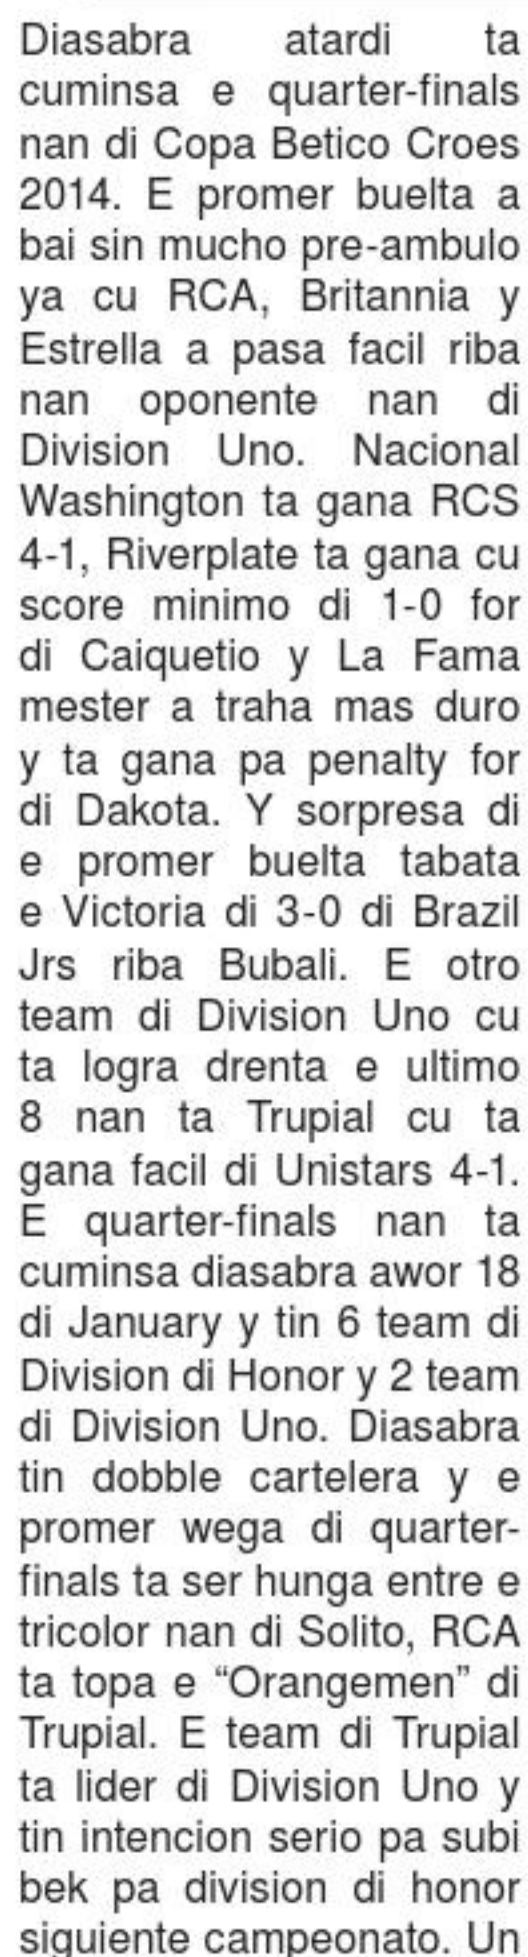 Diasabra atardi ta
cuminsa e quarter-finals
nan di Copa Betico Croes
2014. E promer buelta a
bai sin mucho pre-ambulo
ya cu RCA, Britannia y
Estrella a pasa facil riba
nan oponente nan di
Division Uno. Nacional
Washington ta gana RCS
4-1, Riverplate ta gana cu
score minimo di 1-0 for
di Caiquetio y La Fama
mester a traha mas duro
y ta gana pa penalty for
di Dakota. Y sorpresa di
e promer buelta tabata
e Victoria di 3-0 di Brazil
Jrs riba Bubali. E otro
team di Division Uno cu
ta logra drenta e ultimo
8 nan ta Trupial cu ta
gana facil di Unistars 4-1.
E quarter-finals nan ta
cuminsa diasabra awor 18
di January y tin 6 team di
Division di Honor y 2 team
di Division Uno. Diasabra
tin dobble cartelera y e
promer wega di quarter-
finals ta ser hunga entre e
tricolor nan di Solito, RCA
ta topa e “Orangemen” di
Trupial. E team di Trupial
ta lider di Division Uno y
tin intencion serio pa subi
bek pa division di honor
siguiente campeonato. Un